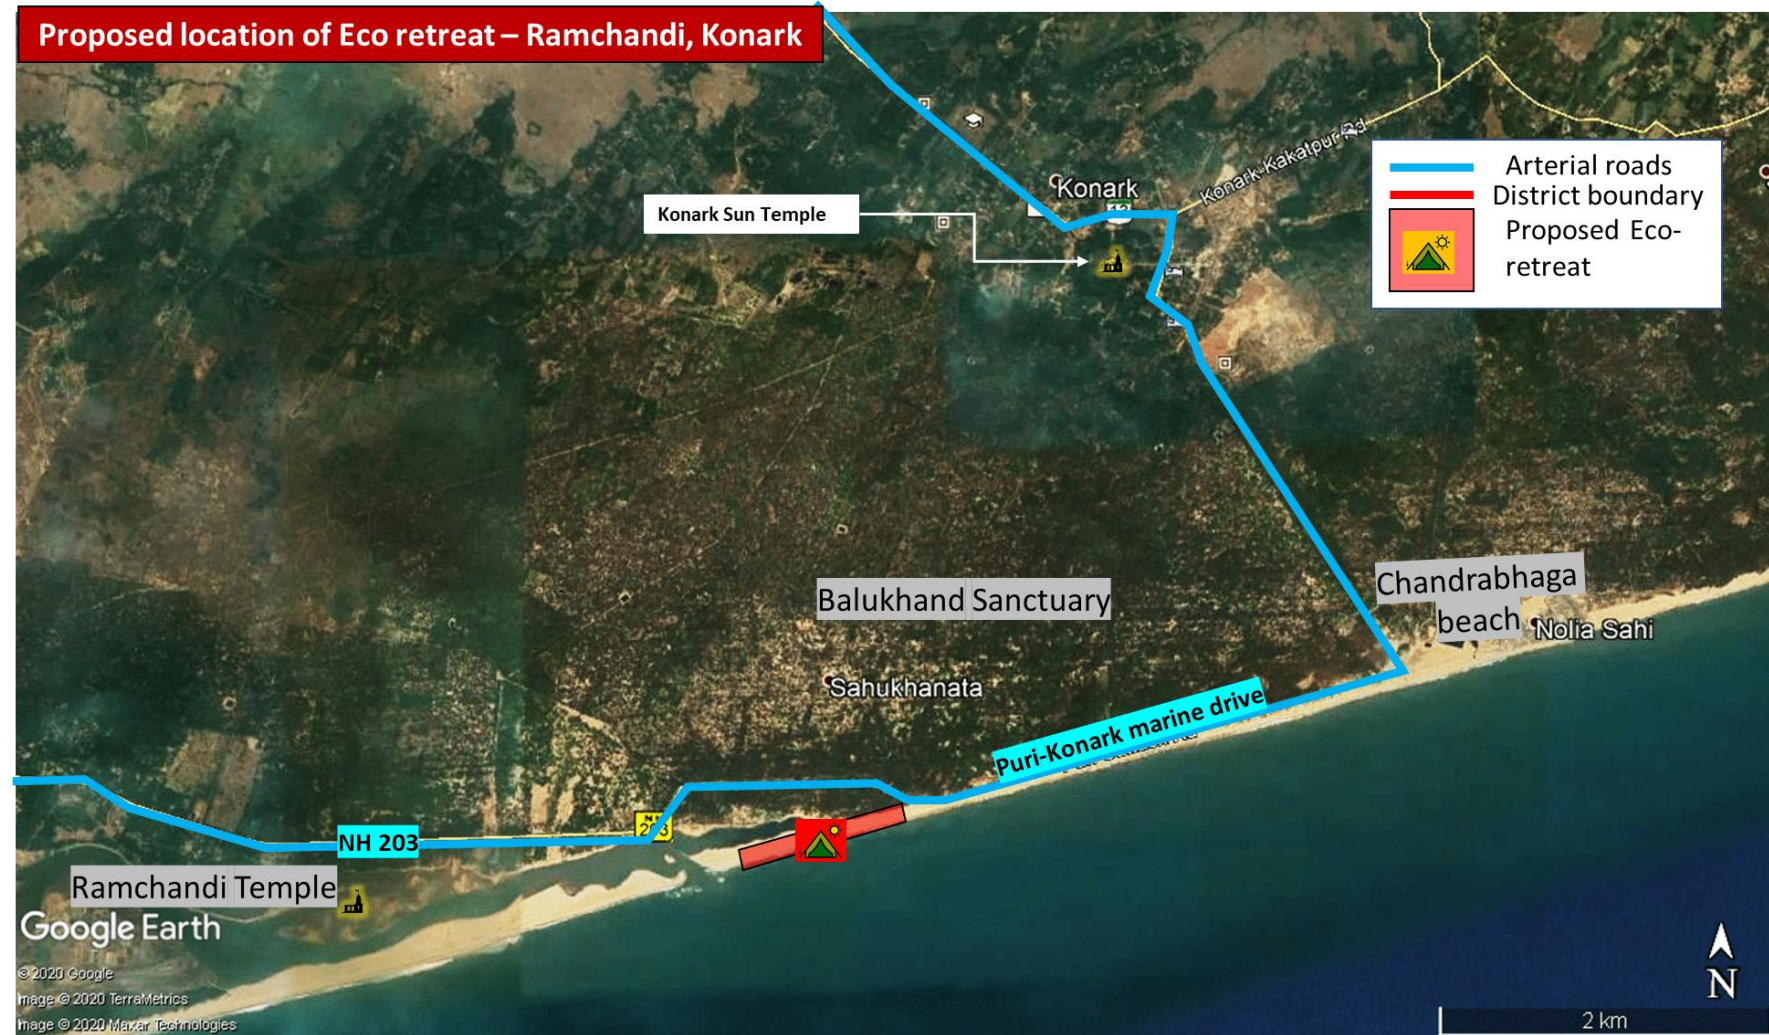 Proposed location of Eco retreat – Ramchandi, Konark
Konark-Kakatpur Rd
Arterial roads
District boundary
Proposed Eco-
retreat
Konark
Konark Sun Temple
Chandrabhaga
beach
Balukhand Sanctuary
Nolia Sahi
Sahukhanata
Puri-Konark marine drive
NH 203
203
Ramchandi Temple
Google Earth
© 2020 Google
Image © 2020 TerraMetrics
Image © 2020 Maxar Technologies
N
2 km